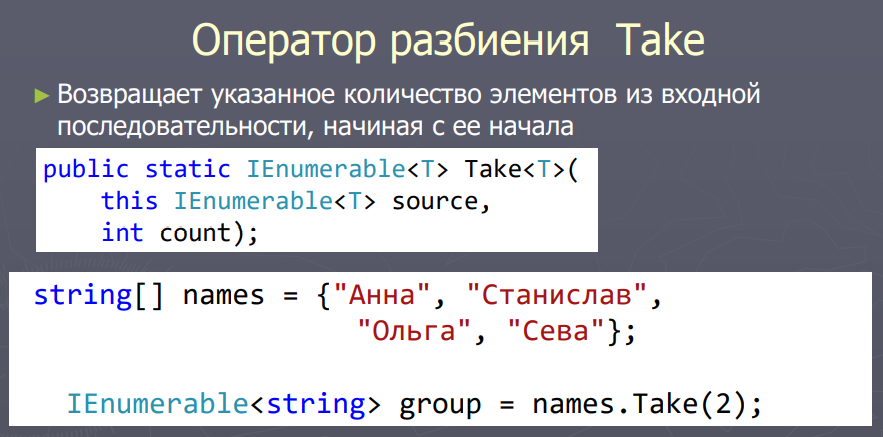 Оператор разбиения Take
Возвращает указанное количество элементов из входной
последовательности, начиная с ее начала
public static IEnumerable<T> Take<T>(
this IEnumerable<T> source,
int count);
string[] names = {"Анна", "Станислав",
"Ольга", "Сева"};
IEnumerable<string> group = names.Take(2);